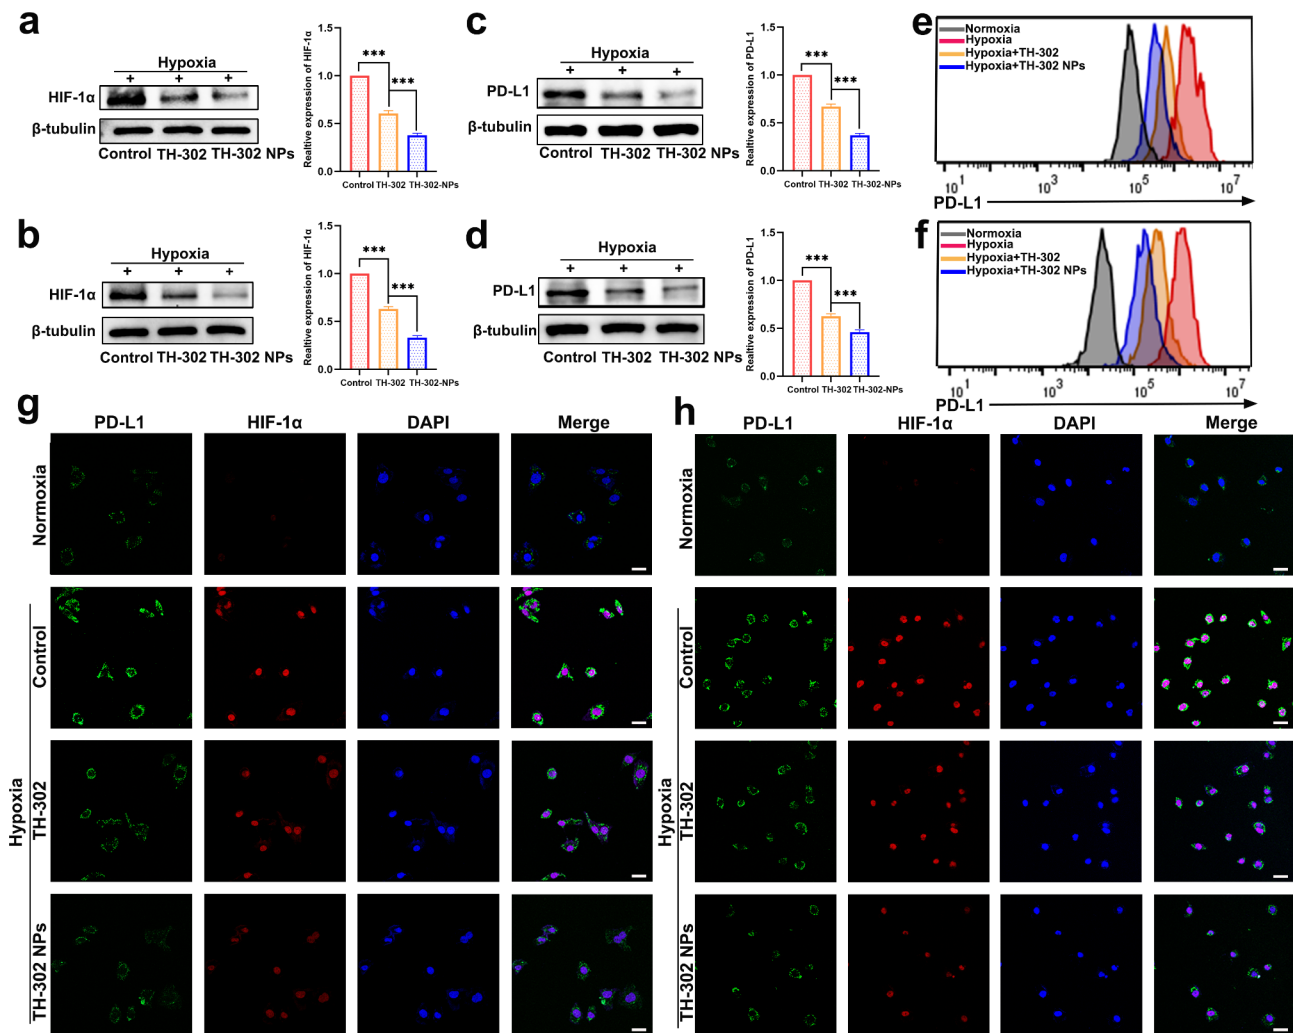 a
Hypoxia
+ + +
HIF-1α
β-tubulin
Control TH-302 TH-302 NPs
Realtive expression of HIF-1α
1.5
1.0
0.5
0.0
***
***
Control TH-302 TH-302-NPs
c
Hypoxia
+ + +
PD-L1
β-tubulin
Control TH-302 TH-302 NPs
Realtive expression of PD-L1
1.5
1.0
0.5
0.0
***
***
Control TH-302 TH-302-NPs
e
Normoxia
Hypoxia
Hypoxia+TH-302
Hypoxia+TH-302 NPs
10¹ 10³ 10⁵ 10⁷
PD-L1
b
Hypoxia
+ + +
HIF-1α
β-tubulin
Control TH-302 TH-302 NPs
Realtive expression of HIF-1α
1.5
1.0
0.5
0.0
***
***
Control TH-302 TH-302-NPs
d
Hypoxia
+ + +
PD-L1
β-tubulin
Control TH-302 TH-302 NPs
Realtive expression of PD-L1
1.5
1.0
0.5
0.0
***
***
Control TH-302 TH-302-NPs
f
Normoxia
Hypoxia
Hypoxia+TH-302
Hypoxia+TH-302 NPs
10¹ 10³ 10⁵ 10⁷
PD-L1
g
PD-L1 HIF-1α DAPI Merge
Normoxia
Hypoxia
Control
TH-302
TH-302 NPs
h
PD-L1 HIF-1α DAPI Merge
Normoxia
Hypoxia
Control
TH-302
TH-302 NPs